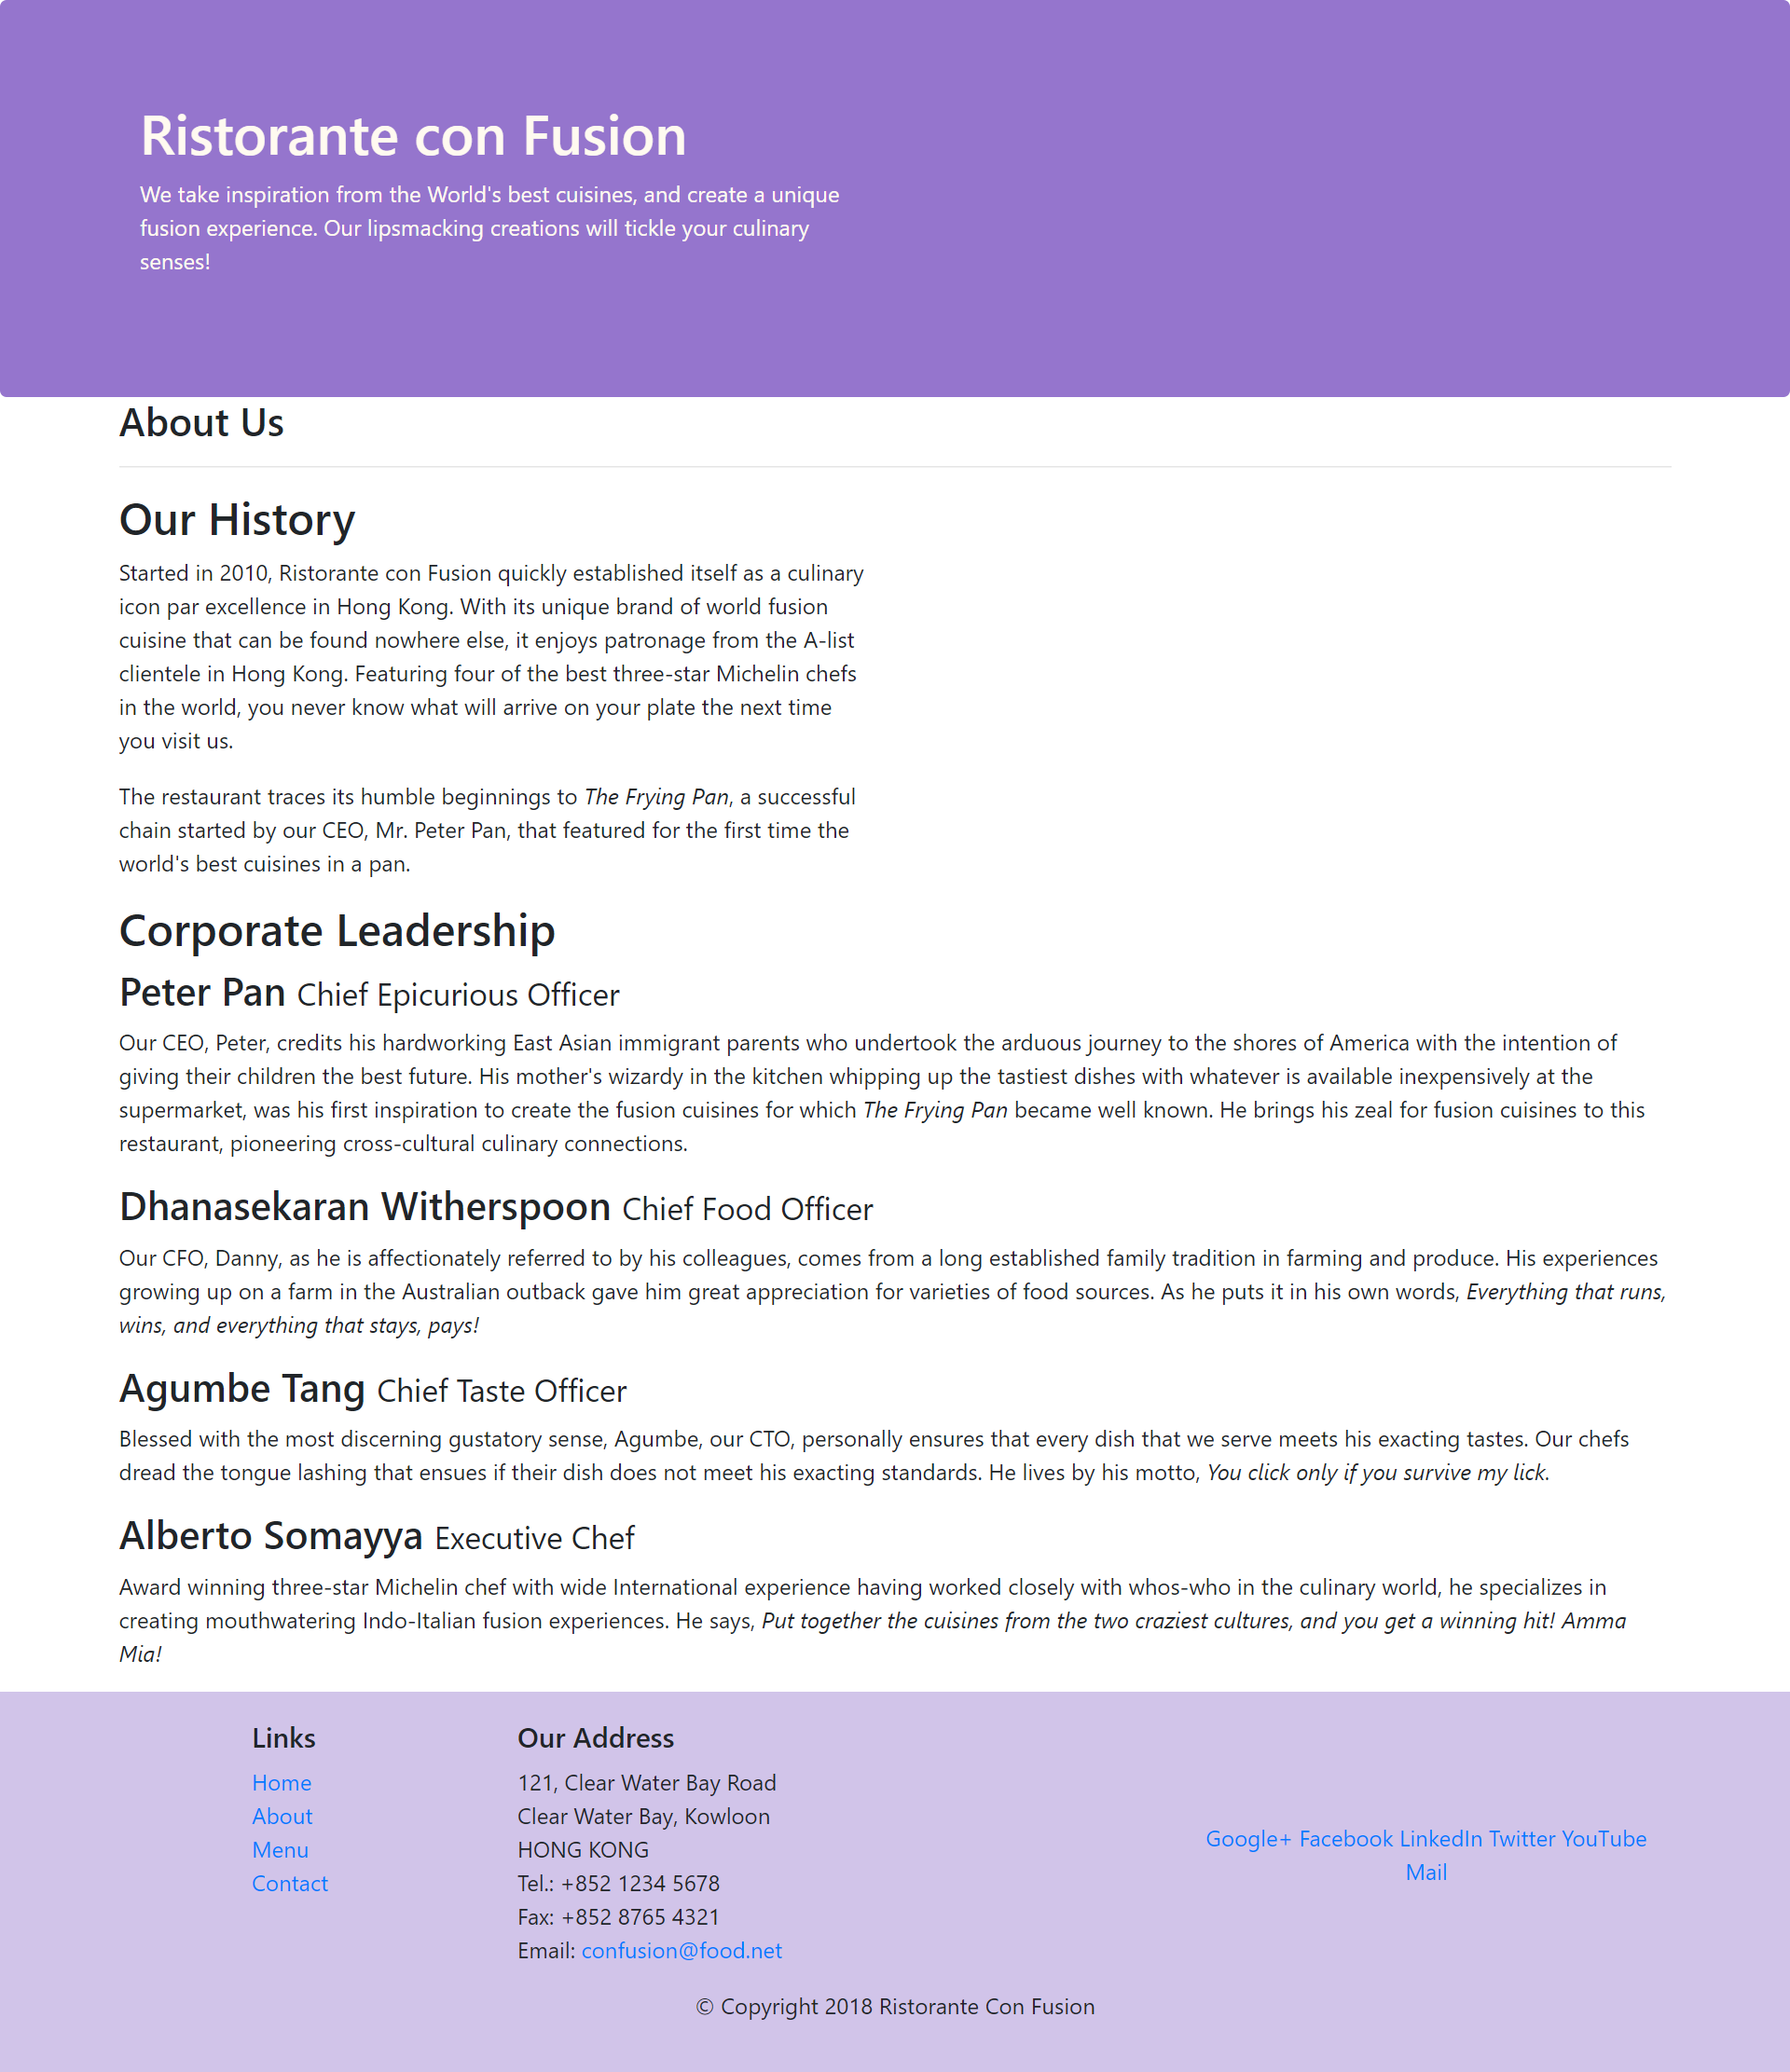 Ristorante con Fusion
We take inspiration from the World's best cuisines, and create a unique
fusion experience. Our lipsmacking creations will tickle your culinary
senses!
About Us
Our History
Started in 2010, Ristorante con Fusion quickly established itself as a culinary
icon par excellence in Hong Kong. With its unique brand of world fusion
cuisine that can be found nowhere else, it enjoys patronage from the A-list
clientele in Hong Kong. Featuring four of the best three-star Michelin chefs
in the world, you never know what will arrive on your plate the next time
you visit us.
The restaurant traces its humble beginnings to The Frying Pan, a successful
chain started by our CEO, Mr. Peter Pan, that featured for the first time the
world's best cuisines in a pan.
Corporate Leadership
Peter Pan Chief Epicurious Officer
Our CEO, Peter, credits his hardworking East Asian immigrant parents who undertook the arduous journey to the shores of America with the intention of
giving their children the best future. His mother's wizardy in the kitchen whipping up the tastiest dishes with whatever is available inexpensively at the
supermarket, was his first inspiration to create the fusion cuisines for which The Frying Pan became well known. He brings his zeal for fusion cuisines to this
restaurant, pioneering cross-cultural culinary connections.
Dhanasekaran Witherspoon Chief Food Officer
Our CFO, Danny, as he is affectionately referred to by his colleagues, comes from a long established family tradition in farming and produce. His experiences
growing up on a farm in the Australian outback gave him great appreciation for varieties of food sources. As he puts it in his own words, Everything that runs,
wins, and everything that stays, pays!
Agumbe Tang Chief Taste Officer
Blessed with the most discerning gustatory sense, Agumbe, our CTO, personally ensures that every dish that we serve meets his exacting tastes. Our chefs
dread the tongue lashing that ensues if their dish does not meet his exacting standards. He lives by his motto, You click only if you survive my lick.
Alberto Somayya Executive Chef
Award winning three-star Michelin chef with wide International experience having worked closely with whos-who in the culinary world, he specializes in
creating mouthwatering Indo-Italian fusion experiences. He says, Put together the cuisines from the two craziest cultures, and you get a winning hit! Amma
Mia!
Links
Home
About
Menu
Contact
Our Address
121, Clear Water Bay Road
Clear Water Bay, Kowloon
HONG KONG
Tel.: +852 1234 5678
Fax: +852 8765 4321
Email: confusion@food.net
Google+ Facebook LinkedIn Twitter YouTube
Mail
© Copyright 2018 Ristorante Con Fusion